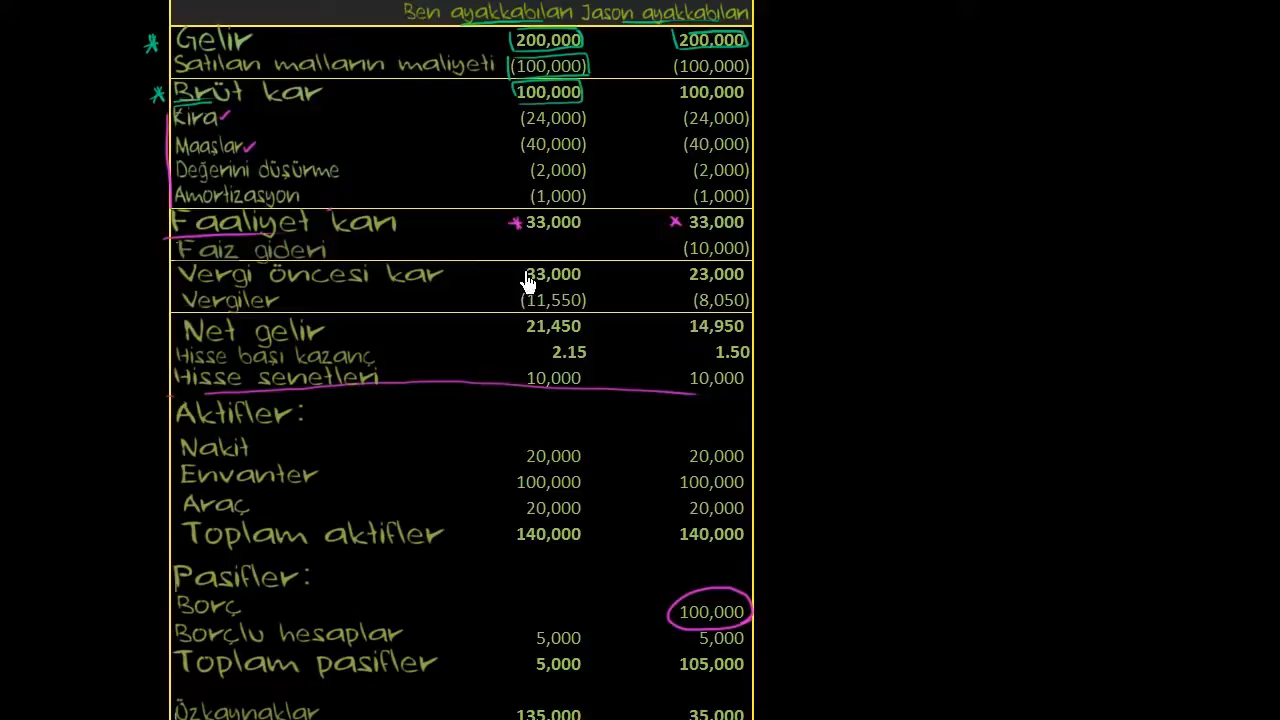 Ben ayakkabıları Jason ayakkabıları
Gelir 200,000 200,000
Satılan malların maliyeti (100,000) (100,000)
Brüt kar 100,000 100,000
Kira (24,000) (24,000)
Maaşlar (40,000) (40,000)
Değerini düşürme (2,000) (2,000)
Amortizasyon (1,000) (1,000)
Faaliyet karı 33,000 33,000
Faiz gideri (10,000)
Vergi öncesi kar 33,000 23,000
Vergiler (11,550) (8,050)
Net gelir 21,450 14,950
Hisse başı kazanç 2.15 1.50
Hisse senetleri 10,000 10,000
Aktifler:
Nakit 20,000 20,000
Envanter 100,000 100,000
Araç 20,000 20,000
Toplam aktifler 140,000 140,000
Pasifler:
Borç 100,000
Borçlu hesaplar 5,000 5,000
Toplam pasifler 5,000 105,000
Özkaynaklar 135,000 35,000